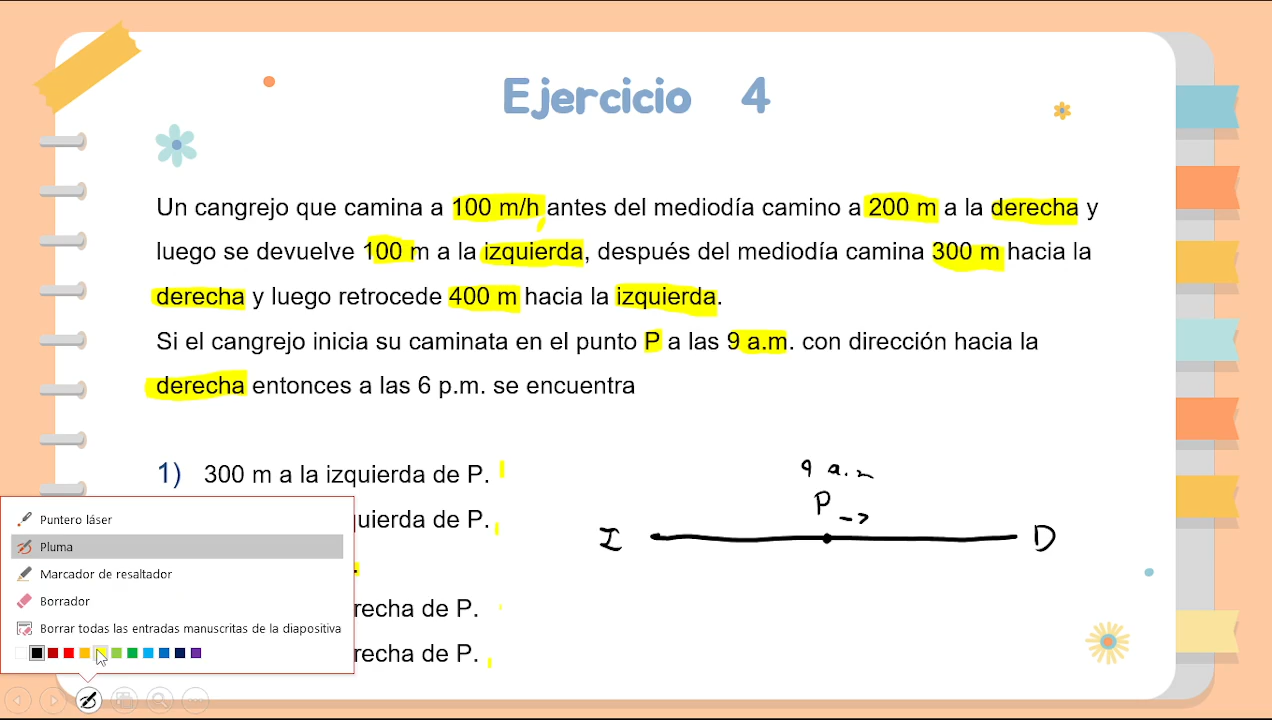 Ejercicio 4
Un cangrejo que camina a 100 m/h antes del mediodía camino a 200 m a la derecha y
luego se devuelve 100 m a la izquierda, después del mediodía camina 300 m hacia la
derecha y luego retrocede 400 m hacia la izquierda.
Si el cangrejo inicia su caminata en el punto P a las 9 a.m. con dirección hacia la
derecha entonces a las 6 p.m. se encuentra
1) 300 m a la izquierda de P.
quierda de P.
recha de P.
recha de P.
9 a.m
P
I D
Puntero láser
Pluma
Marcador de resaltador
Borrador
Borrar todas las entradas manuscritas de la diapositiva